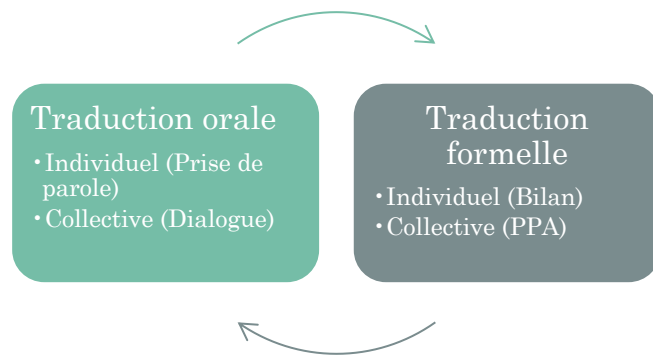 Traduction orale
•Individuel (Prise de
parole)
•Collective (Dialogue)
Traduction
formelle
•Individuel (Bilan)
•Collective (PPA)